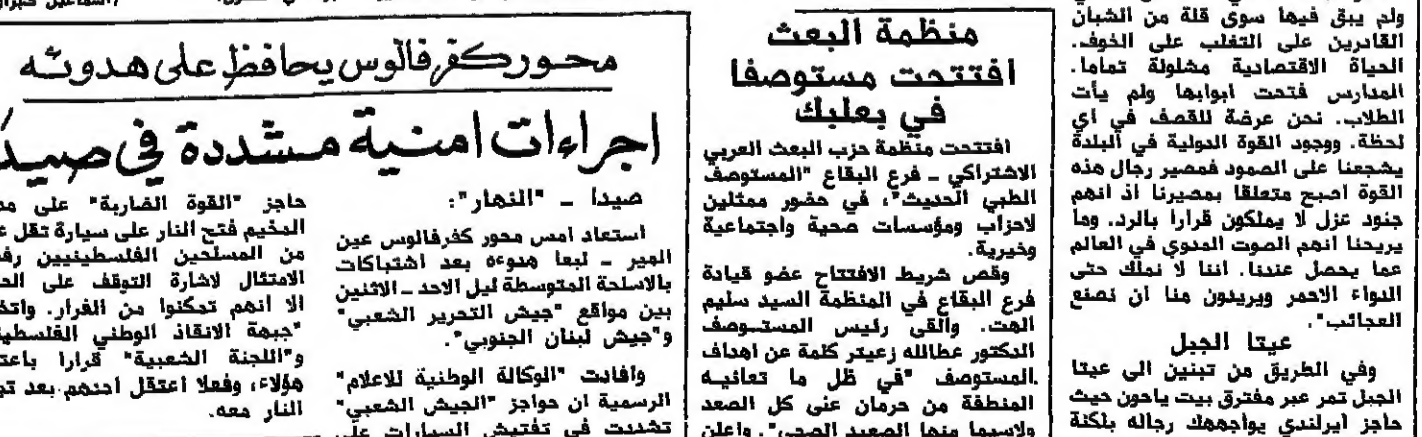 ولم يبق فيها سوى قلة من الشبان
القادرين على التغلب على الخوف.
الحياة الاقتصادية مشلولة تماما.
المدارس فتحت ابوابها ولم يأت
الطلاب. نحن عرضة للقصف في اي
لحظة. ووجود القوة الدولية في البلدة
يشجعنا على الصمود فمصير رجال هذه
القوة اصبح متعلقا بمصيرنا اذ انهم
جنود عزل لا يملكون قرارا بالرد. وما
يريحنا انهم الصوت المدوي في العالم
عما يحصل عندنا. اننا لا نملك حتى
الدواء الاحمر ويريدون منا ان نصنع
العجائب".
عيتا الجبل
وفي الطريق من تبنين الى عيتا
الجبل تمر عبر مفترق بيت ياحون حيث
حاجز ايرلندي يواجهك رجاله بلكنة
منظمة البعث
افتتحت مستوصفا
في بعلبك
افتتحت منظمة حزب البعث العربي
الاشتراكي ـ فرع البقاع "المستوصف
الطبي الحديث"، في حضور ممثلين
لاحزاب ومؤسسات صحية واجتماعية
وخيرية.
وقص شريط الافتتاح عضو قيادة
فرع البقاع في المنظمة السيد سليم
الهت. والقى رئيس المستوصف
الدكتور عطالله زعيتر كلمة عن اهداف
المستوصف "في ظل ما تعانيه
المنطقة من حرمان على كل الصعد
ولاسيما منها الصعيد الصحي". واعلن
محور كفرفالوس يحافظ على هدوئه
اجراءات امنية مشددة في صيدا
صيدا ـ "النهار":
استعاد امس محور كفرفالوس عين
المير ـ لبعا هدوءه بعد اشتباكات
بالاسلحة المتوسطة ليل الاحد ـ الاثنين
بين مواقع "جيش التحرير الشعبي"
و"جيش لبنان الجنوبي".
وافادت "الوكالة الوطنية للاعلام"
الرسمية ان حواجز "الجيش الشعبي"
تشددت في تفتيش السيارات على
حاجز "القوة الضاربة" على
المخيم فتح النار على سيارة تقل
من المسلحين الفلسطينيين
الامتثال لاشارة التوقف على
الا انهم تمكنوا من الفرار.
"جبهة الانقاذ الوطني
و"اللجنة الشعبية" قرارا
هؤلاء، وفعلا اعتقل احدهم بعد
النار معه.